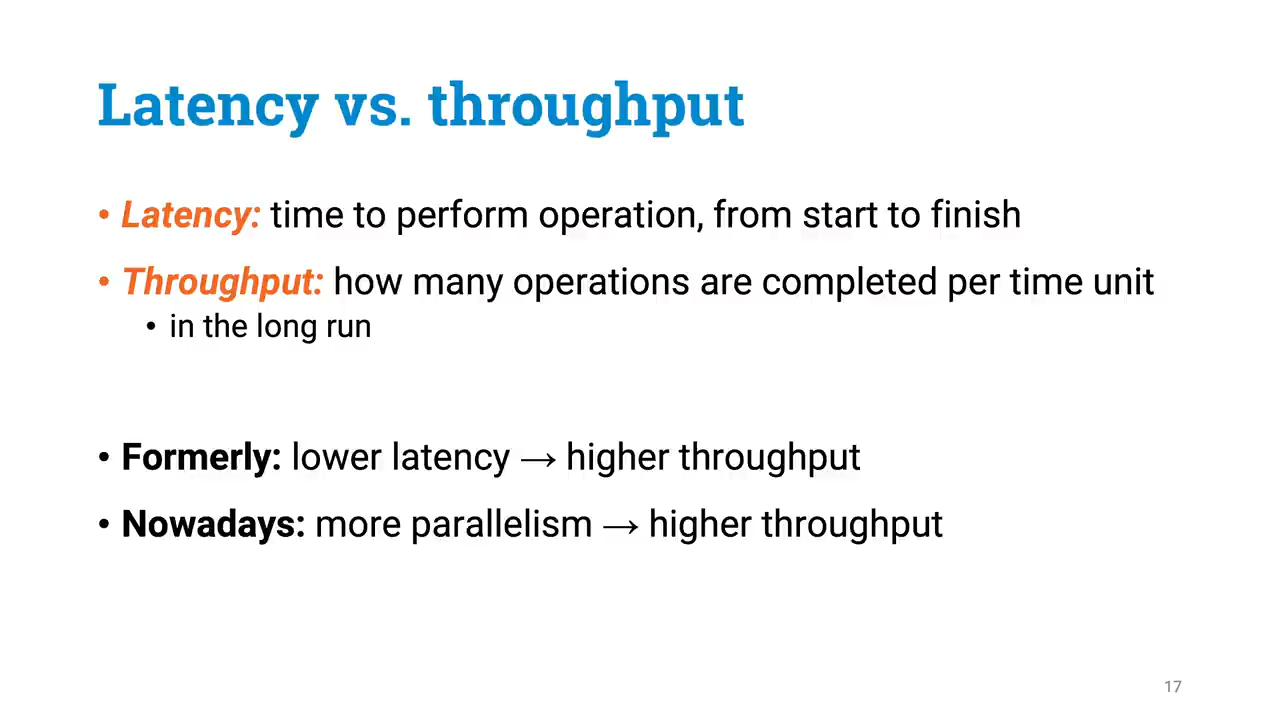 Latency vs. throughput
• Latency: time to perform operation, from start to finish
• Throughput: how many operations are completed per time unit
• in the long run
• Formerly: lower latency → higher throughput
• Nowadays: more parallelism → higher throughput
17